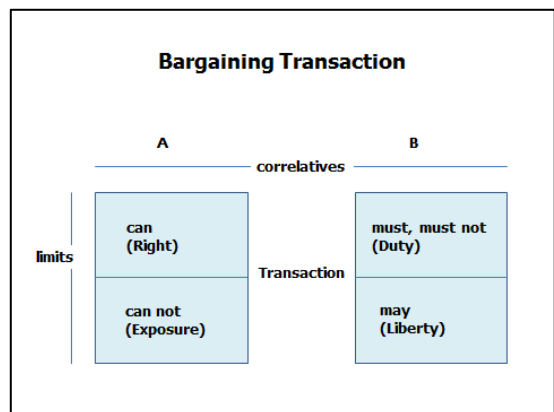 Bargaining Transaction
A B
correlatives
can must, must not
(Right) (Duty)
limits
Transaction
can not may
(Exposure) (Liberty)